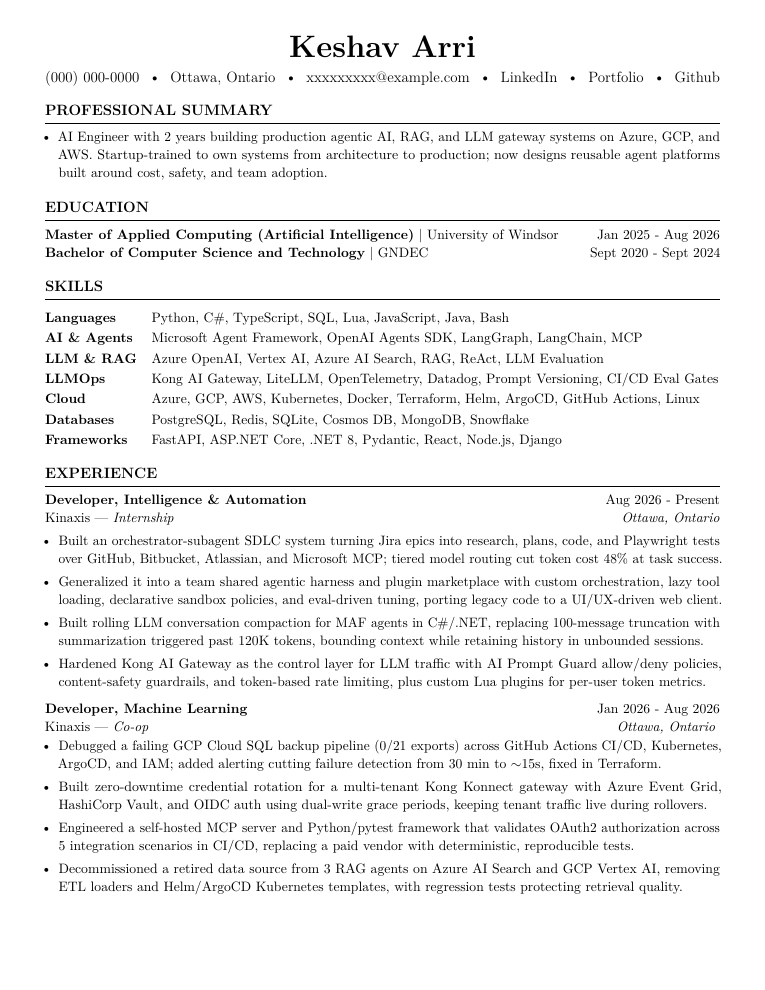 Keshav Arri
(000) 000-0000 • Ottawa, Ontario • xxxxxxxxx@example.com • LinkedIn • Portfolio • Github
PROFESSIONAL SUMMARY
• AI Engineer with 2 years building production agentic AI, RAG, and LLM gateway systems on Azure, GCP, and
AWS. Startup-trained to own systems from architecture to production; now designs reusable agent platforms
built around cost, safety, and team adoption.
EDUCATION
Master of Applied Computing (Artificial Intelligence) | University of Windsor Jan 2025 - Aug 2026
Bachelor of Computer Science and Technology | GNDEC Sept 2020 - Sept 2024
SKILLS
Languages Python, C#, TypeScript, SQL, Lua, JavaScript, Java, Bash
AI & Agents Microsoft Agent Framework, OpenAI Agents SDK, LangGraph, LangChain, MCP
LLM & RAG Azure OpenAI, Vertex AI, Azure AI Search, RAG, ReAct, LLM Evaluation
LLMOps Kong AI Gateway, LiteLLM, OpenTelemetry, Datadog, Prompt Versioning, CI/CD Eval Gates
Cloud Azure, GCP, AWS, Kubernetes, Docker, Terraform, Helm, ArgoCD, GitHub Actions, Linux
Databases PostgreSQL, Redis, SQLite, Cosmos DB, MongoDB, Snowflake
Frameworks FastAPI, ASP.NET Core, .NET 8, Pydantic, React, Node.js, Django
EXPERIENCE
Developer, Intelligence & Automation Aug 2026 - Present
Kinaxis — Internship Ottawa, Ontario
• Built an orchestrator-subagent SDLC system turning Jira epics into research, plans, code, and Playwright tests
over GitHub, Bitbucket, Atlassian, and Microsoft MCP; tiered model routing cut token cost 48% at task success.
• Generalized it into a team shared agentic harness and plugin marketplace with custom orchestration, lazy tool
loading, declarative sandbox policies, and eval-driven tuning, porting legacy code to a UI/UX-driven web client.
• Built rolling LLM conversation compaction for MAF agents in C#/.NET, replacing 100-message truncation with
summarization triggered past 120K tokens, bounding context while retaining history in unbounded sessions.
• Hardened Kong AI Gateway as the control layer for LLM traffic with AI Prompt Guard allow/deny policies,
content-safety guardrails, and token-based rate limiting, plus custom Lua plugins for per-user token metrics.
Developer, Machine Learning Jan 2026 - Aug 2026
Kinaxis — Co-op Ottawa, Ontario
• Debugged a failing GCP Cloud SQL backup pipeline (0/21 exports) across GitHub Actions CI/CD, Kubernetes,
ArgoCD, and IAM; added alerting cutting failure detection from 30 min to ∼15s, fixed in Terraform.
• Built zero-downtime credential rotation for a multi-tenant Kong Konnect gateway with Azure Event Grid,
HashiCorp Vault, and OIDC auth using dual-write grace periods, keeping tenant traffic live during rollovers.
• Engineered a self-hosted MCP server and Python/pytest framework that validates OAuth2 authorization across
5 integration scenarios in CI/CD, replacing a paid vendor with deterministic, reproducible tests.
• Decommissioned a retired data source from 3 RAG agents on Azure AI Search and GCP Vertex AI, removing
ETL loaders and Helm/ArgoCD Kubernetes templates, with regression tests protecting retrieval quality.